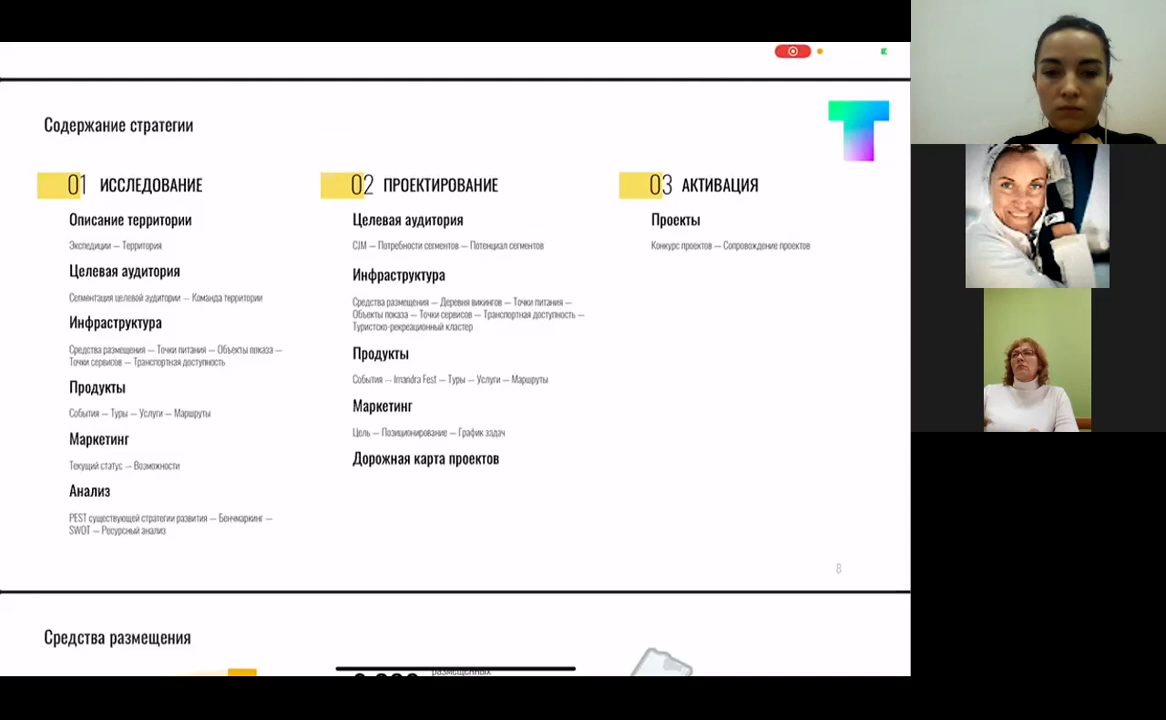 Содержание стратегии
01 ИССЛЕДОВАНИЕ
Описание территории
Экспедиции — Территория
Целевая аудитория
Сегментация целевой аудитории — Команда территории
Инфраструктура
Средства размещения — Точки питания — Объекты показа —
Точки сервисов — Транспортная доступность
Продукты
События — Туры — Услуги — Маршруты
Маркетинг
Текущий статус — Возможности
Анализ
PEST существующей стратегии развития — Бенчмаркинг —
SWOT — Ресурсный анализ
02 ПРОЕКТИРОВАНИЕ
Целевая аудитория
CJM — Потребности сегментов — Потенциал сегментов
Инфраструктура
Средства размещения — Деревня викингов — Точки питания —
Объекты показа — Точки сервисов — Транспортная доступность —
Туристско-рекреационный кластер
Продукты
События — Imandra Fest — Туры — Услуги — Маршруты
Маркетинг
Цель — Позиционирование — График задач
Дорожная карта проектов
03 АКТИВАЦИЯ
Проекты
Конкурс проектов — Сопровождение проектов
T
8
Средства размещения
размещенных